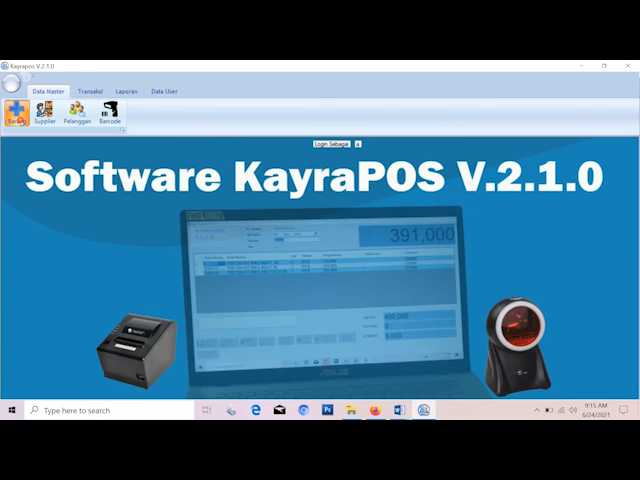 Kayrapos V.2.1.0
Data Master Transaksi Laporan Data User
Barang Supplier Pelanggan Barcode
Login Sebagai a
Software KayraPOS V.2.1.0
391,000
400,000
0
9,000
ASUS
Type here to search
9:15 AM
6/24/2021